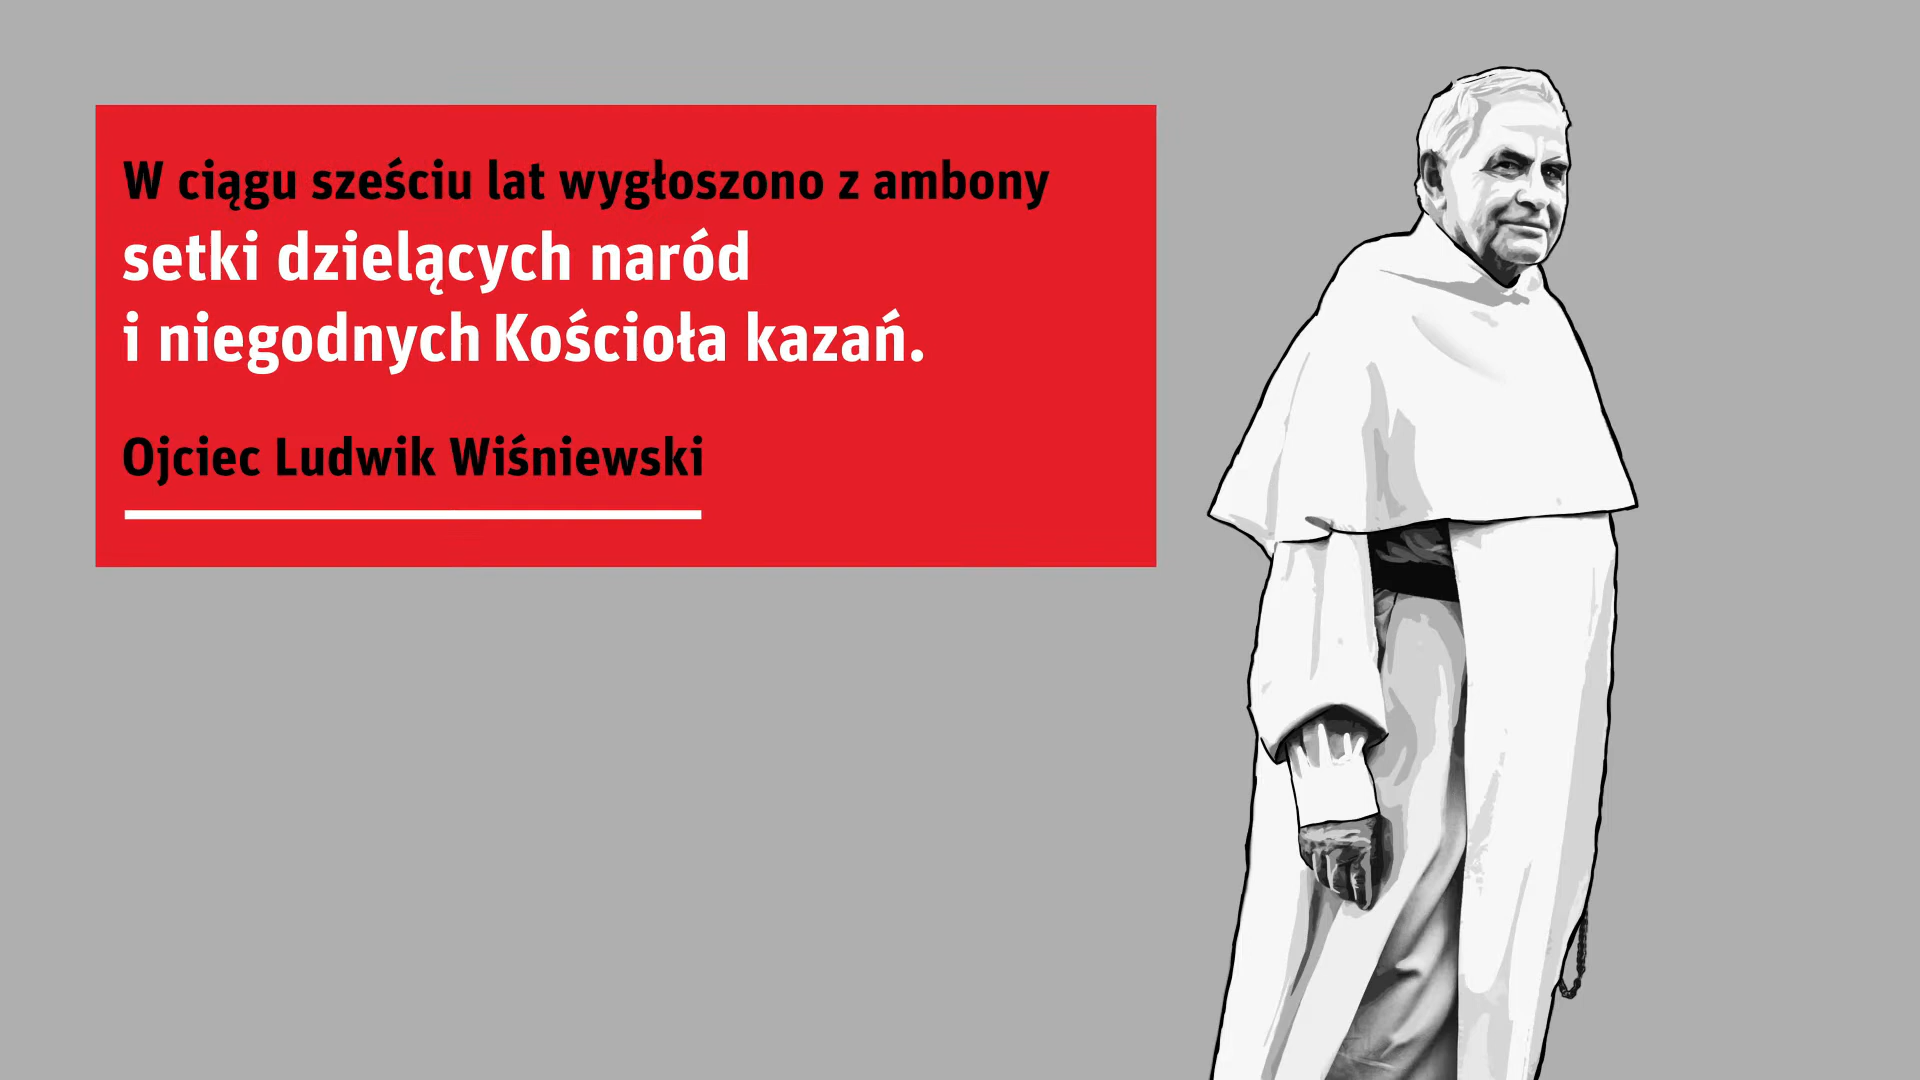 W ciągu sześciu lat wygłoszono z ambony
setki dzielących naród
i niegodnych Kościoła kazań.
Ojciec Ludwik Wiśniewski